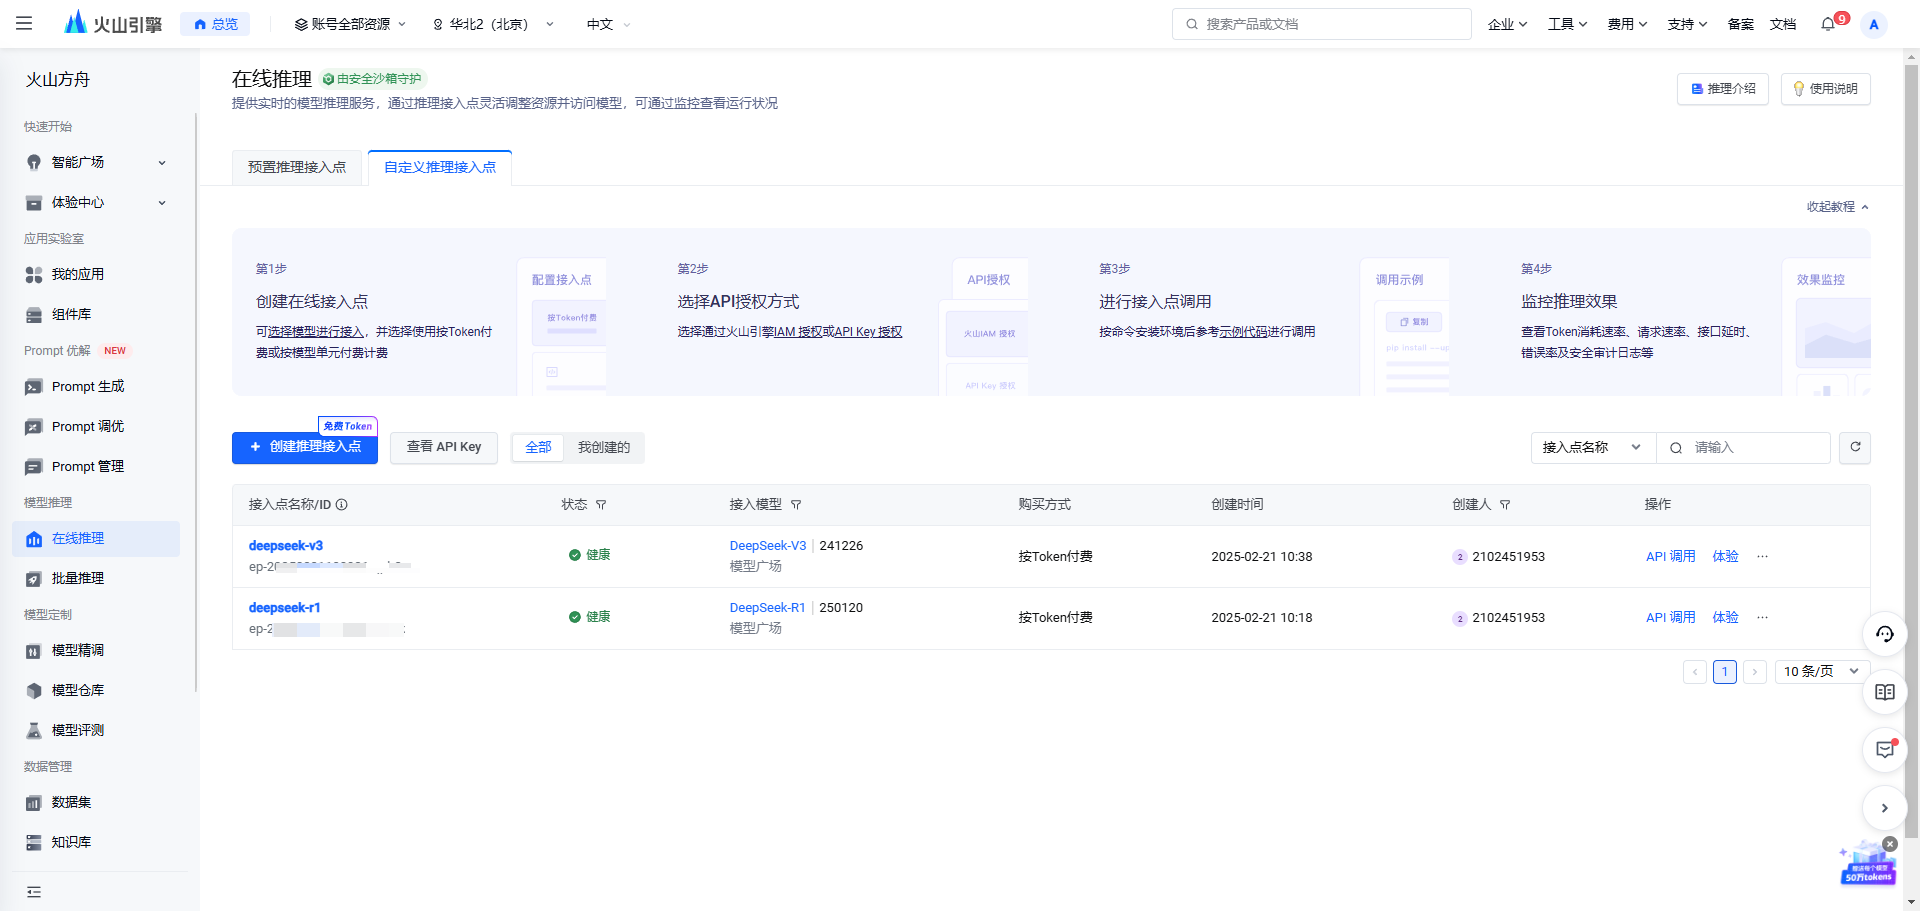 火山引擎
总览
账号全部资源
华北2（北京）
中文
搜索产品或文档
企业
工具
费用
支持
备案
文档
9
A
火山方舟
快速开始
智能广场
体验中心
应用实验室
我的应用
组件库
Prompt 优解 NEW
Prompt 生成
Prompt 调优
Prompt 管理
模型推理
在线推理
批量推理
模型定制
模型精调
模型仓库
模型评测
数据管理
数据集
知识库
在线推理 由安全沙箱守护
提供实时的模型推理服务，通过推理接入点灵活调整资源并访问模型，可通过监控查看运行状况
推理介绍
使用说明
预置推理接入点
自定义推理接入点
收起教程
第1步
创建在线接入点
可选择模型进行接入，并选择使用按Token付
费或按模型单元付费计费
配置接入点
按Token付费
第2步
选择API授权方式
选择通过火山引擎IAM 授权或API Key 授权
API授权
火山IAM 授权
API Key 授权
第3步
进行接入点调用
按命令安装环境后参考示例代码进行调用
调用示例
复制
pip install --up
第4步
监控推理效果
查看Token消耗速率、请求速率、接口延时、
错误率及安全审计日志等
效果监控
免费Token
+ 创建推理接入点
查看 API Key
全部
我创建的
接入点名称
请输入
接入点名称/ID
状态
接入模型
购买方式
创建时间
创建人
操作
deepseek-v3
健康
DeepSeek-V3 | 241226
模型广场
按Token付费
2025-02-21 10:38
2 2102451953
API 调用 体验 ···
deepseek-r1
ep-2
健康
DeepSeek-R1 | 250120
模型广场
按Token付费
2025-02-21 10:18
2 2102451953
API 调用 体验 ···
1
10 条/页
50万tokens